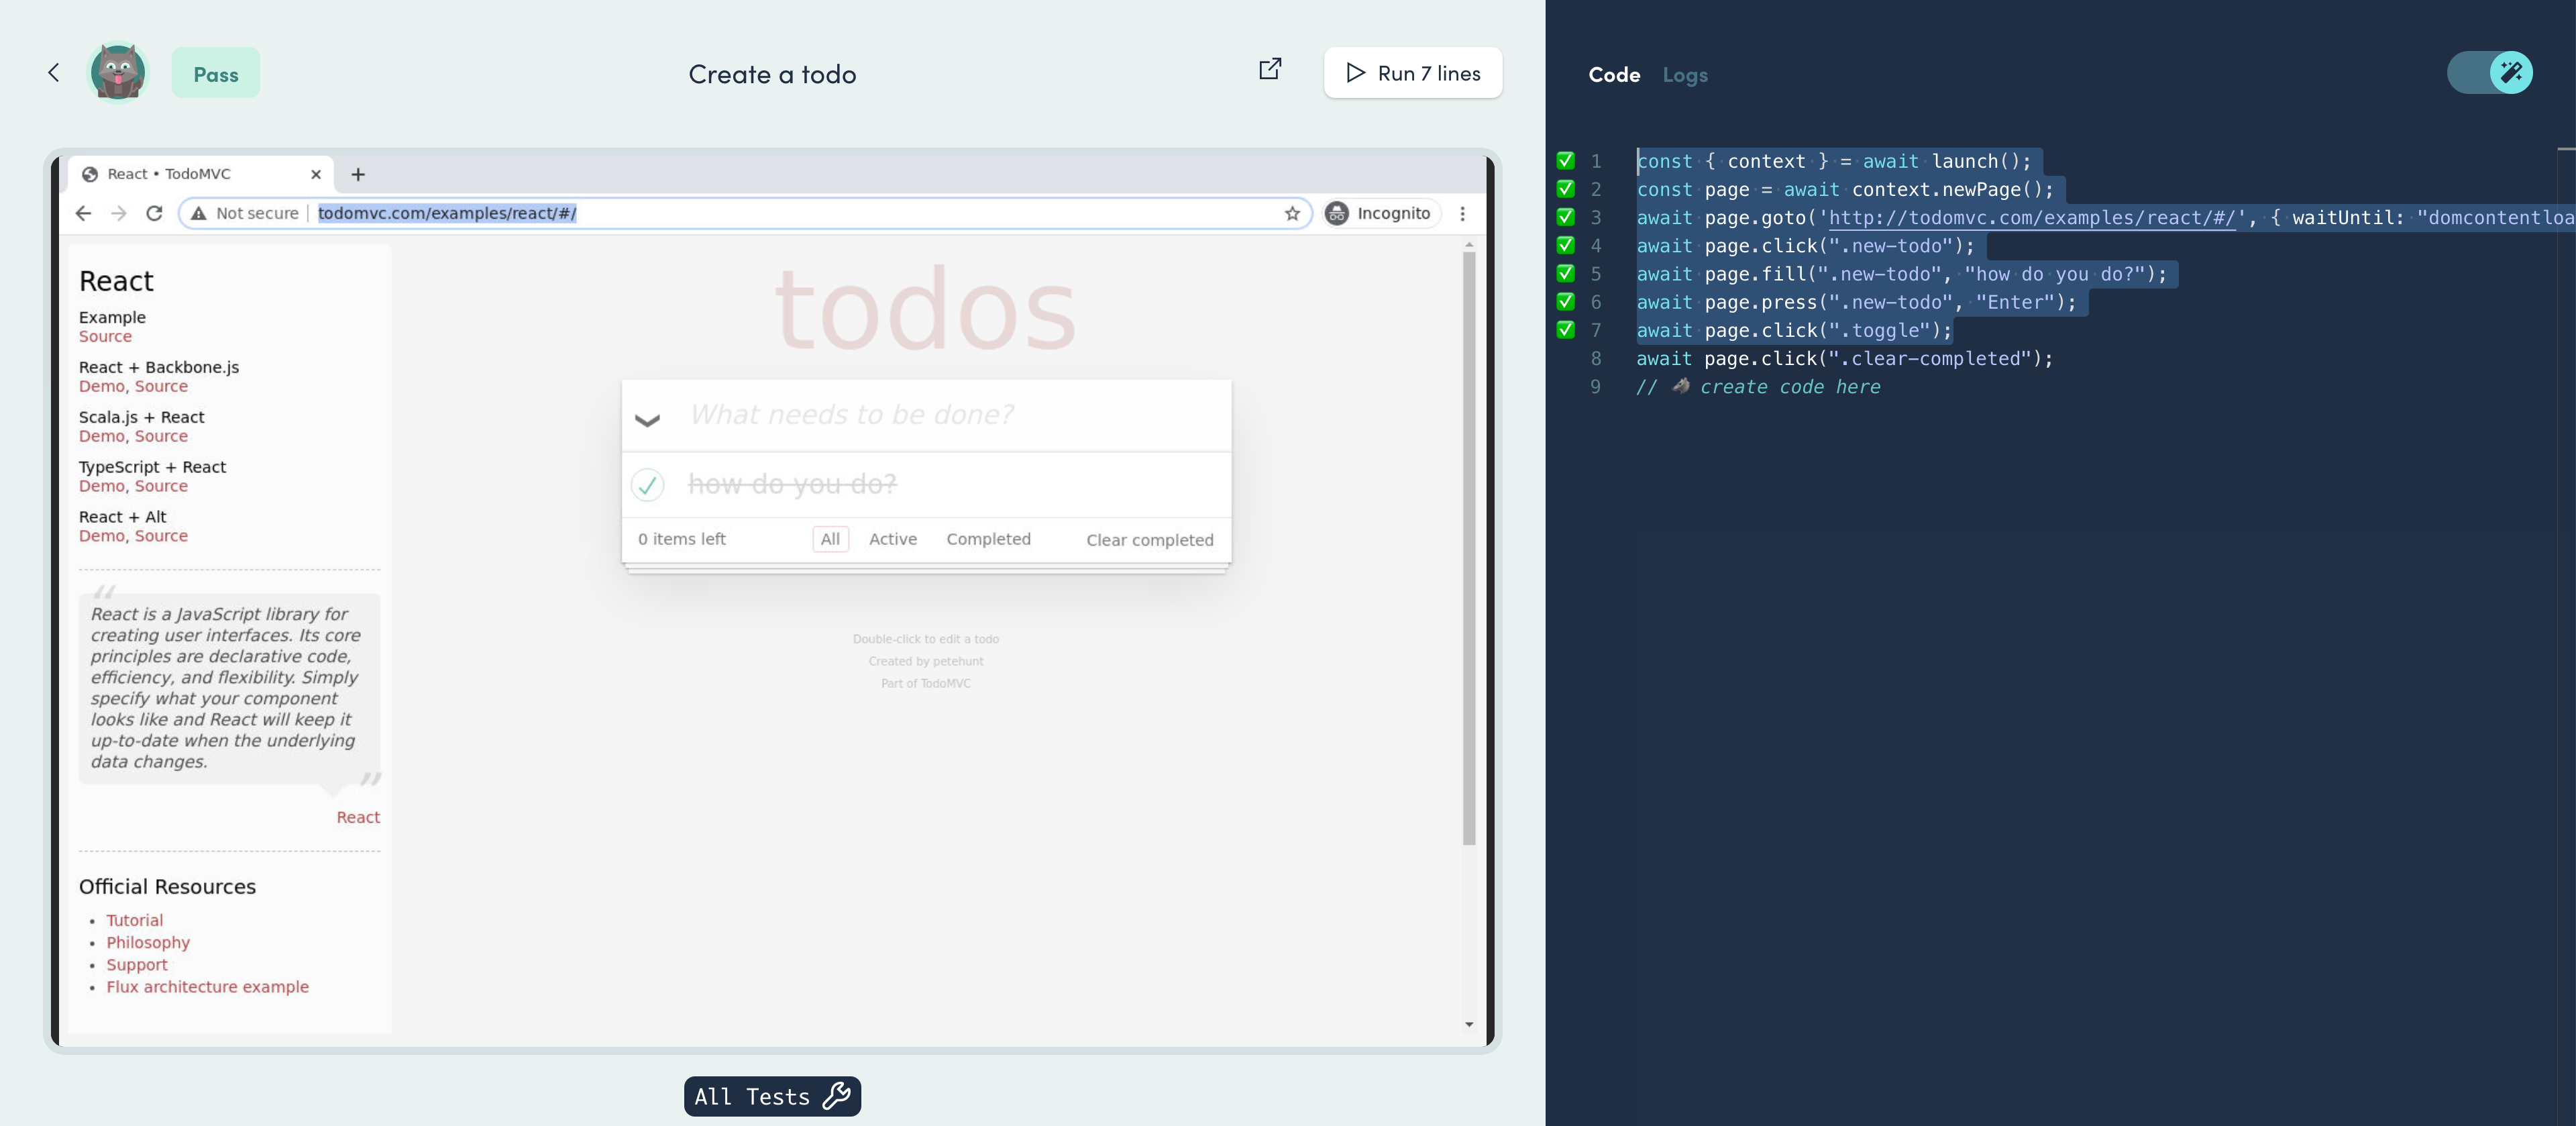 Pass
Create a todo
Run 7 lines
React • TodoMVC
Not secure
todomvc.com/examples/react/#/
Incognito
React
Example
Source
React + Backbone.js
Demo, Source
Scala.js + React
Demo, Source
TypeScript + React
Demo, Source
React + Alt
Demo, Source
“
React is a JavaScript library for
creating user interfaces. Its core
principles are declarative code,
efficiency, and flexibility. Simply
specify what your component
looks like and React will keep it
up-to-date when the underlying
data changes.
”
React
Official Resources
• Tutorial
• Philosophy
• Support
• Flux architecture example
todos
What needs to be done?
how do you do?
0 items left
All
Active
Completed
Clear completed
Double-click to edit a todo
Created by petehunt
Part of TodoMVC
All Tests
Code
Logs
1 const { context } = await launch();
2 const page = await context.newPage();
3 await page.goto('http://todomvc.com/examples/react/#/', { waitUntil: "domcontentloa
4 await page.click(".new-todo");
5 await page.fill(".new-todo", "how do you do?");
6 await page.press(".new-todo", "Enter");
7 await page.click(".toggle");
8 await page.click(".clear-completed");
9 // 🐺 create code here